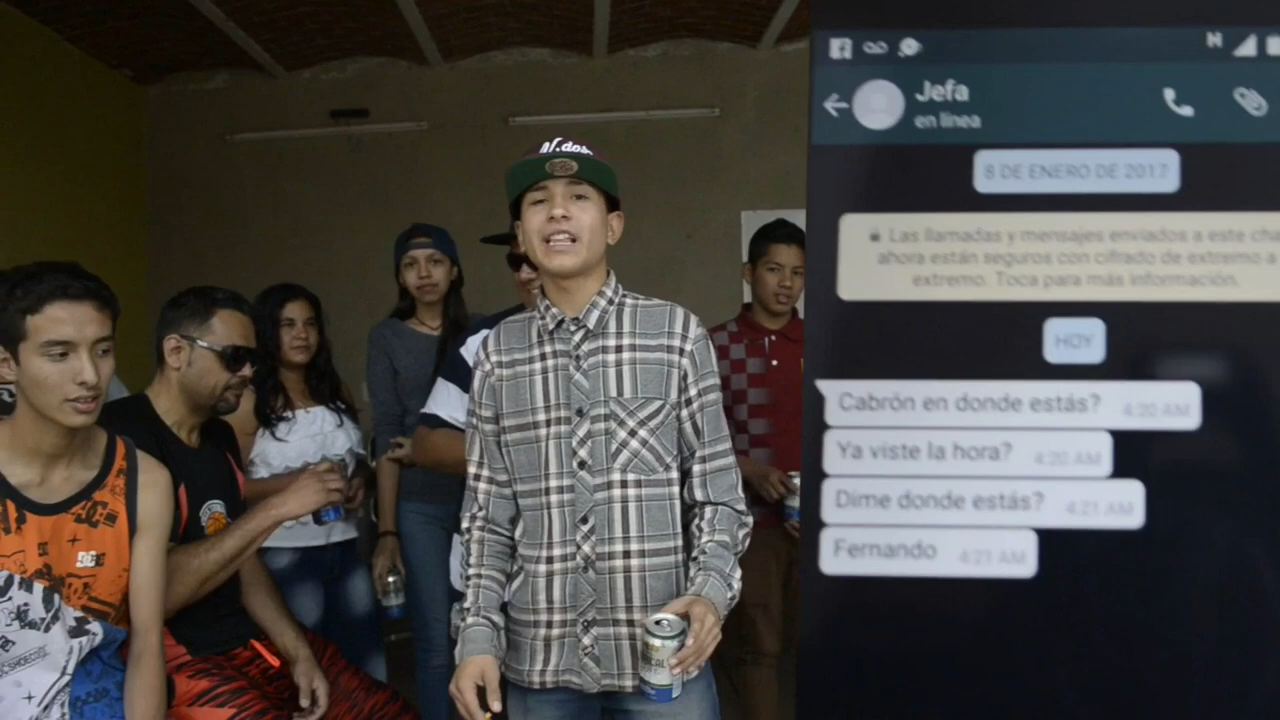 Jefa
en línea
8 DE ENERO DE 2017
Las llamadas y mensajes enviados a este
ahora están seguros con cifrado de extremo a
extremo. Toca para más información.
HOY
Cabrón en donde estás? 4:20 AM
Ya viste la hora? 4:20 AM
Dime donde estás? 4:21 AM
Fernando 4:21 AM
DC